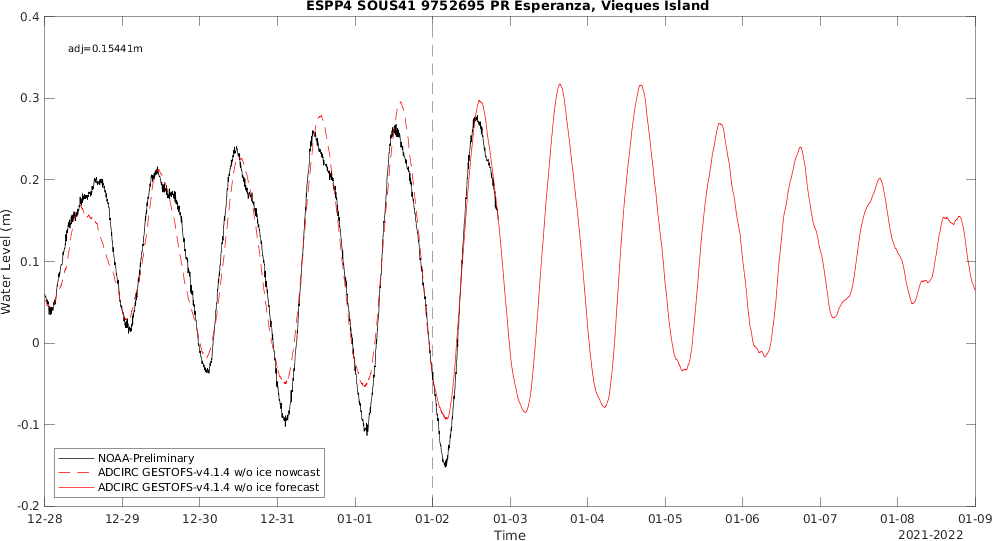 ESPP4 SOUS41 9752695 PR Esperanza, Vieques Island
adj=0.15441m
0.4
0.3
0.2
0.1
0
-0.1
-0.2
Water Level (m)
NOAA-Preliminary
ADCIRC GESTOFS-v4.1.4 w/o ice nowcast
ADCIRC GESTOFS-v4.1.4 w/o ice forecast
12-28 12-29 12-30 12-31 01-01 01-02 01-03 01-04 01-05 01-06 01-07 01-08 01-09
Time
2021-2022